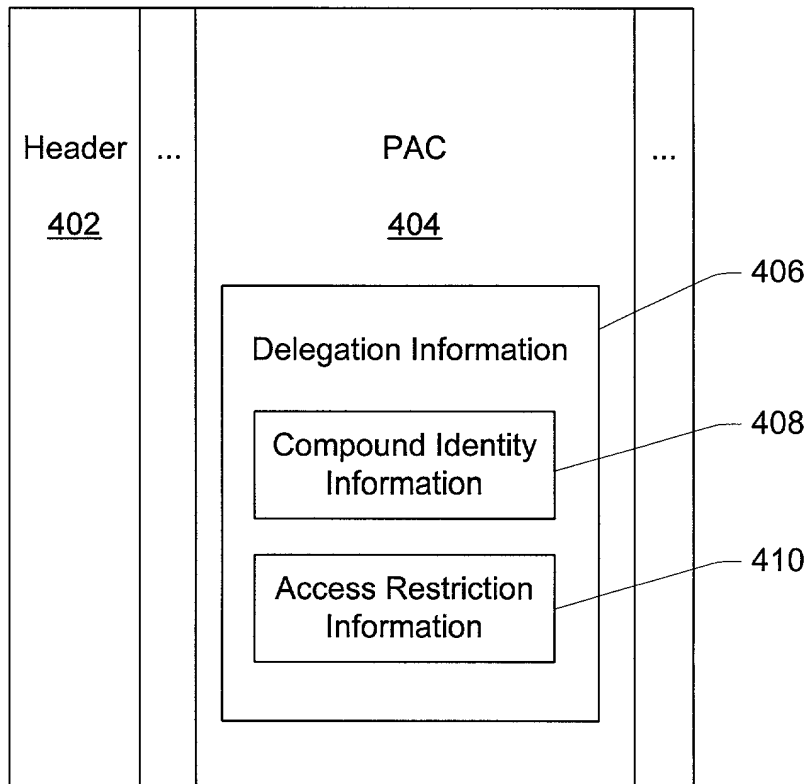 Header
...
PAC
...
402
404
406
Delegation Information
408
Compound Identity
Information
410
Access Restriction
Information